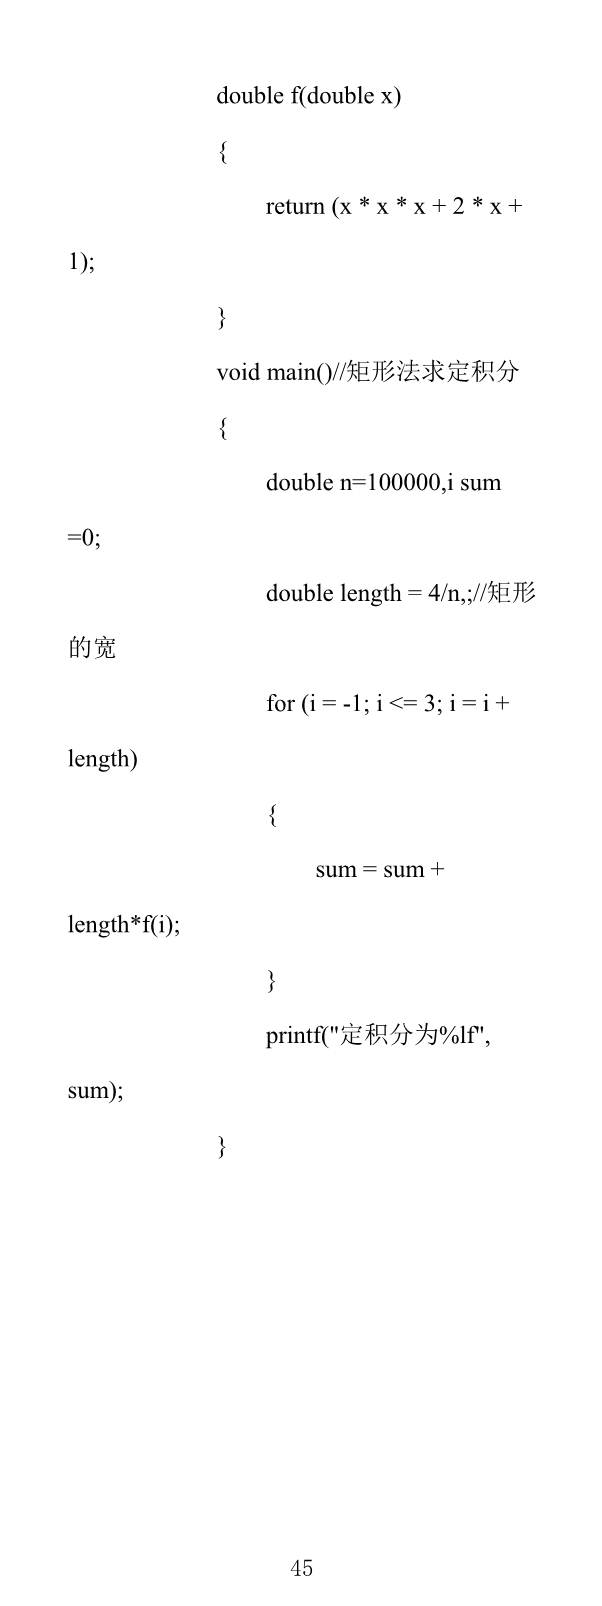 double f(double x)
{
return (x * x * x + 2 * x +
1);
}
void main()//矩形法求定积分
{
double n=100000,i sum
=0;
double length = 4/n,;//矩形
的宽
for (i = -1; i <= 3; i = i +
length)
{
sum = sum +
length*f(i);
}
printf("定积分为%lf",
sum);
}
45